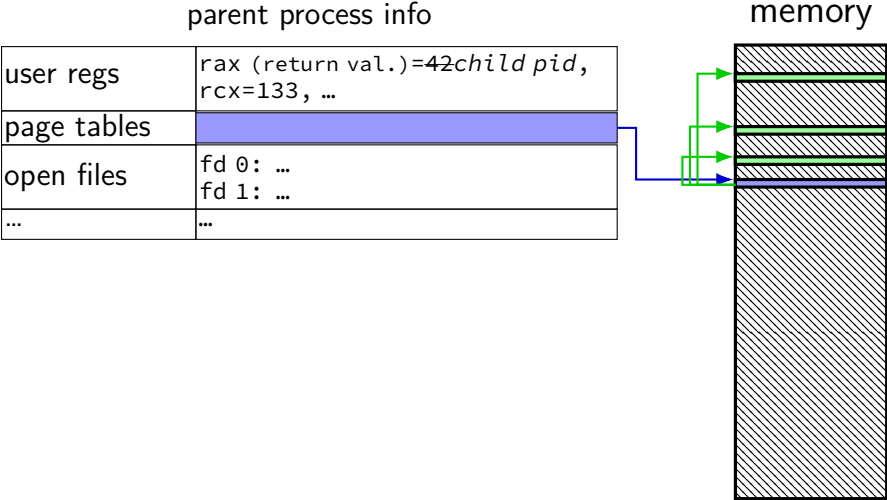 parent process info
memory
user regs
rax (return val.)=42child pid,
rcx=133, …
page tables
open files
fd 0: …
fd 1: …
…
…